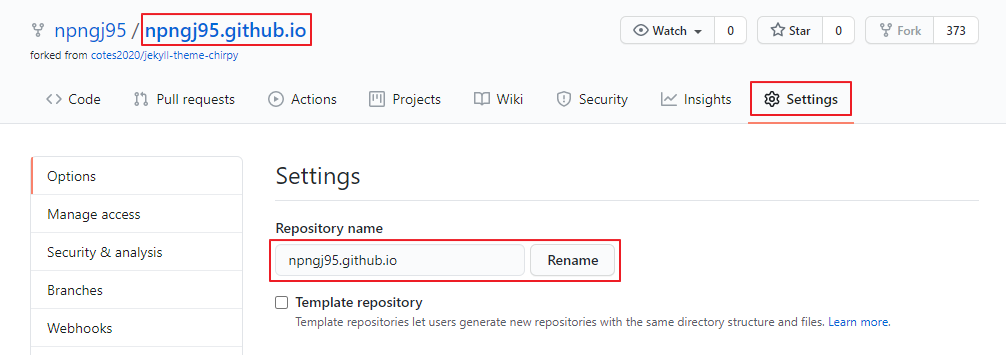 npngj95 / npngj95.github.io Watch 0 Star 0 Fork 373
forked from cotes2020/jekyll-theme-chirpy
Code Pull requests Actions Projects Wiki Security Insights Settings
Options
Manage access
Security & analysis
Branches
Webhooks
Settings
Repository name
npngj95.github.io Rename
Template repository
Template repositories let users generate new repositories with the same directory structure and files. Learn more.